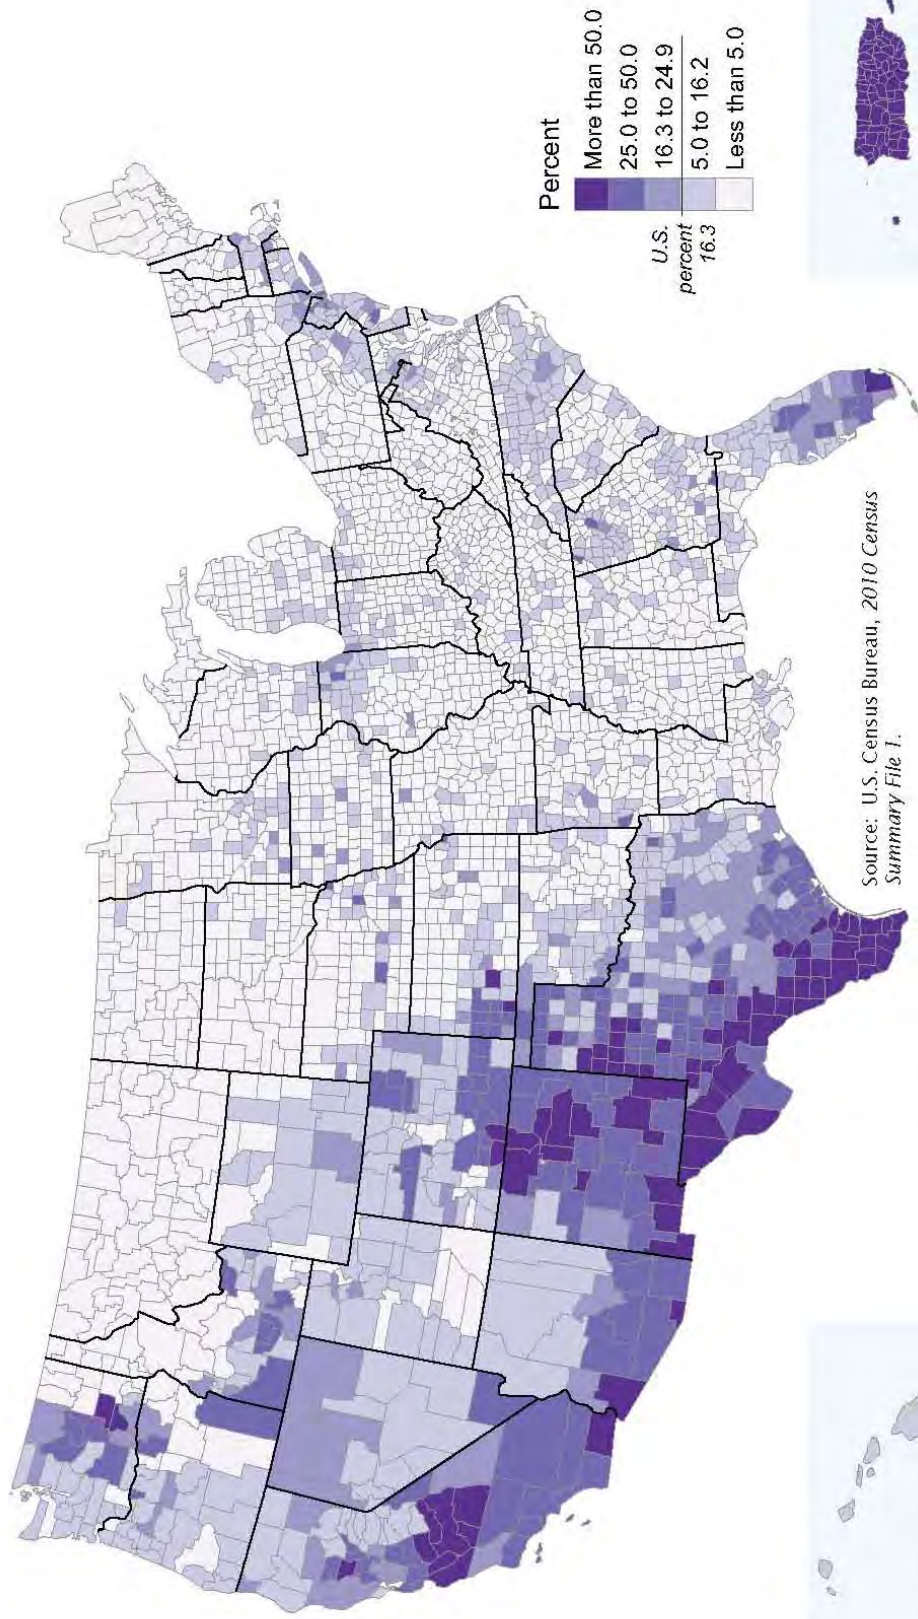 Percent
More than 50.0
25.0 to 50.0
16.3 to 24.9
U.S.
percent
16.3
5.0 to 16.2
Less than 5.0
Source: U.S. Census Bureau, 2010 Census
Summary File 1.